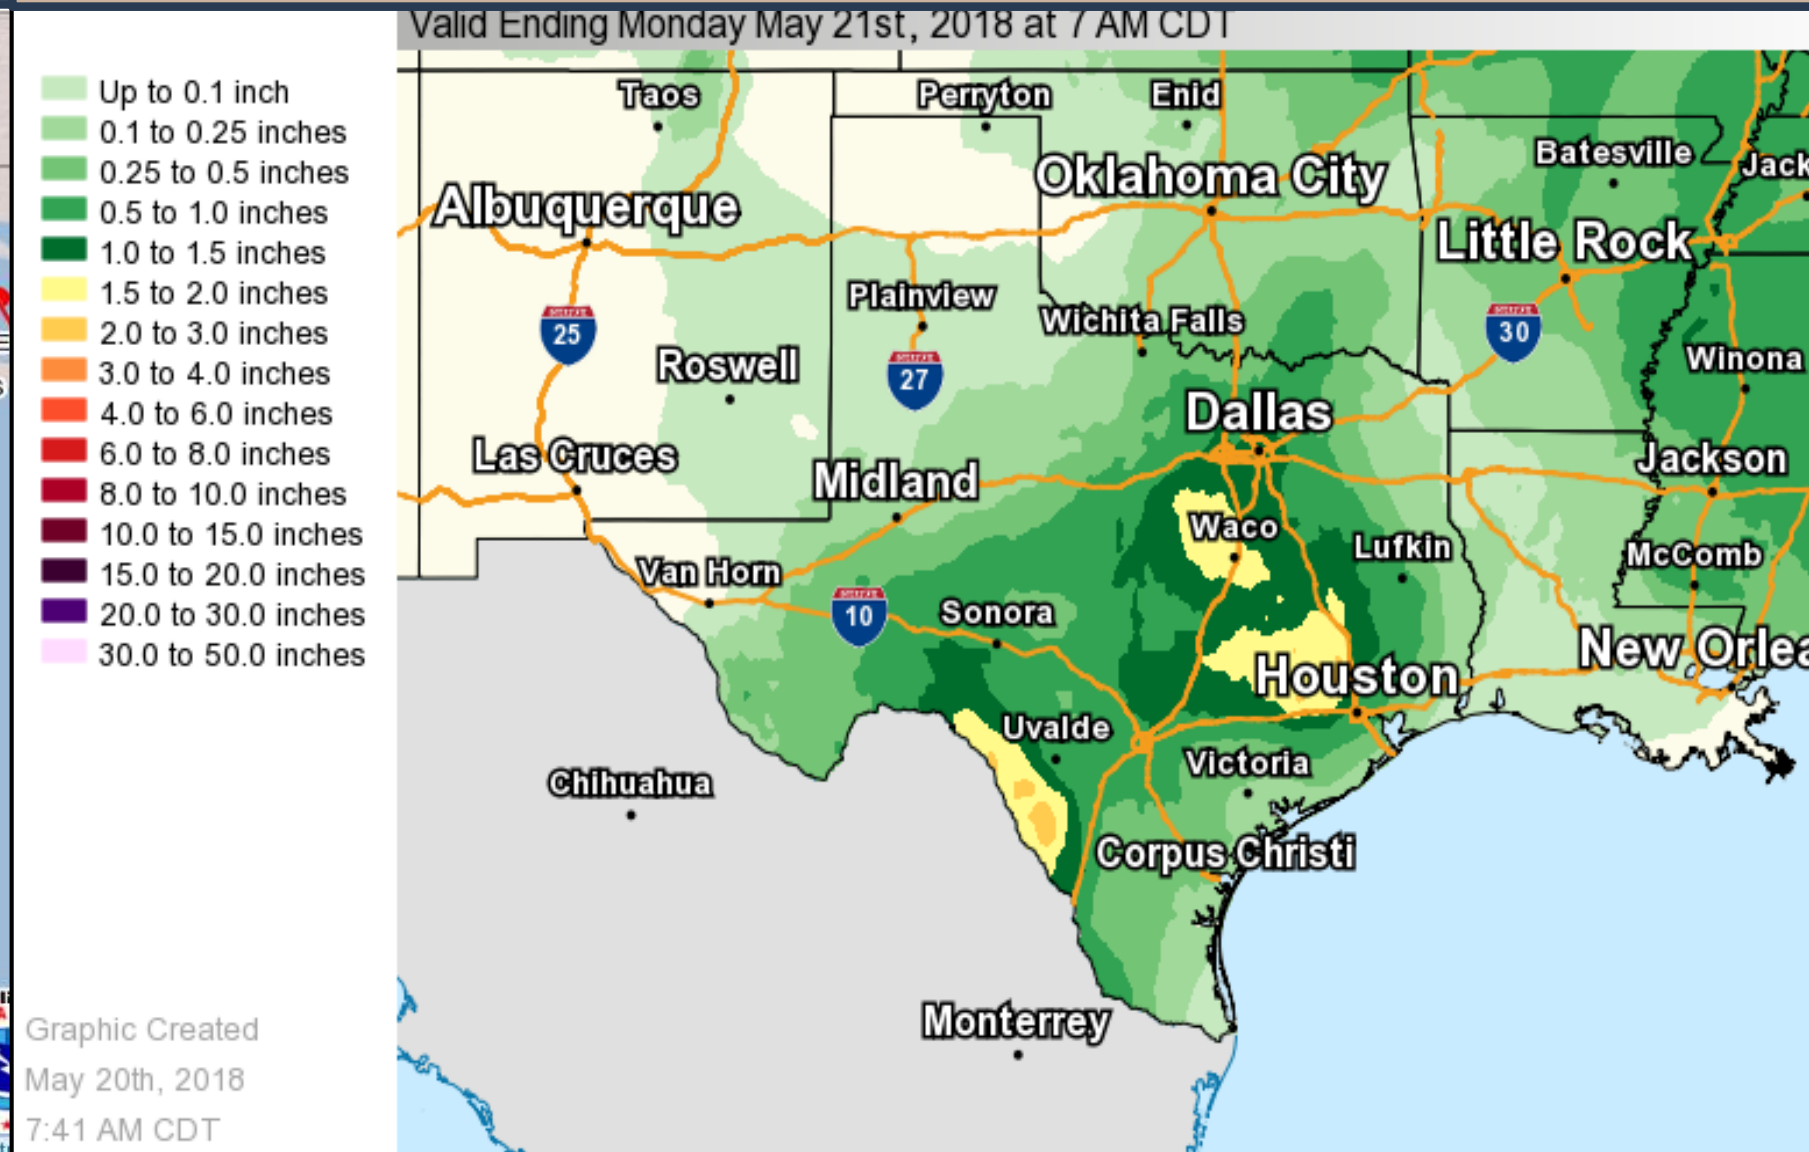 Valid Ending Monday May 21st, 2018 at 7 AM CDT
Up to 0.1 inch
0.1 to 0.25 inches
0.25 to 0.5 inches
0.5 to 1.0 inches
1.0 to 1.5 inches
1.5 to 2.0 inches
2.0 to 3.0 inches
3.0 to 4.0 inches
4.0 to 6.0 inches
6.0 to 8.0 inches
8.0 to 10.0 inches
10.0 to 15.0 inches
15.0 to 20.0 inches
20.0 to 30.0 inches
30.0 to 50.0 inches
Graphic Created
May 20th, 2018
7:41 AM CDT
Taos
Perryton
Enid
Batesville
Jack
Oklahoma City
Albuquerque
Little Rock
Plainview
Wichita Falls
25
30
Winona
Roswell
27
Dallas
Las Cruces
Midland
Jackson
Waco
Lufkin
McComb
Van Horn
10
Sonora
New Orlea
Houston
Uvalde
Victoria
Chihuahua
Corpus Christi
Monterrey